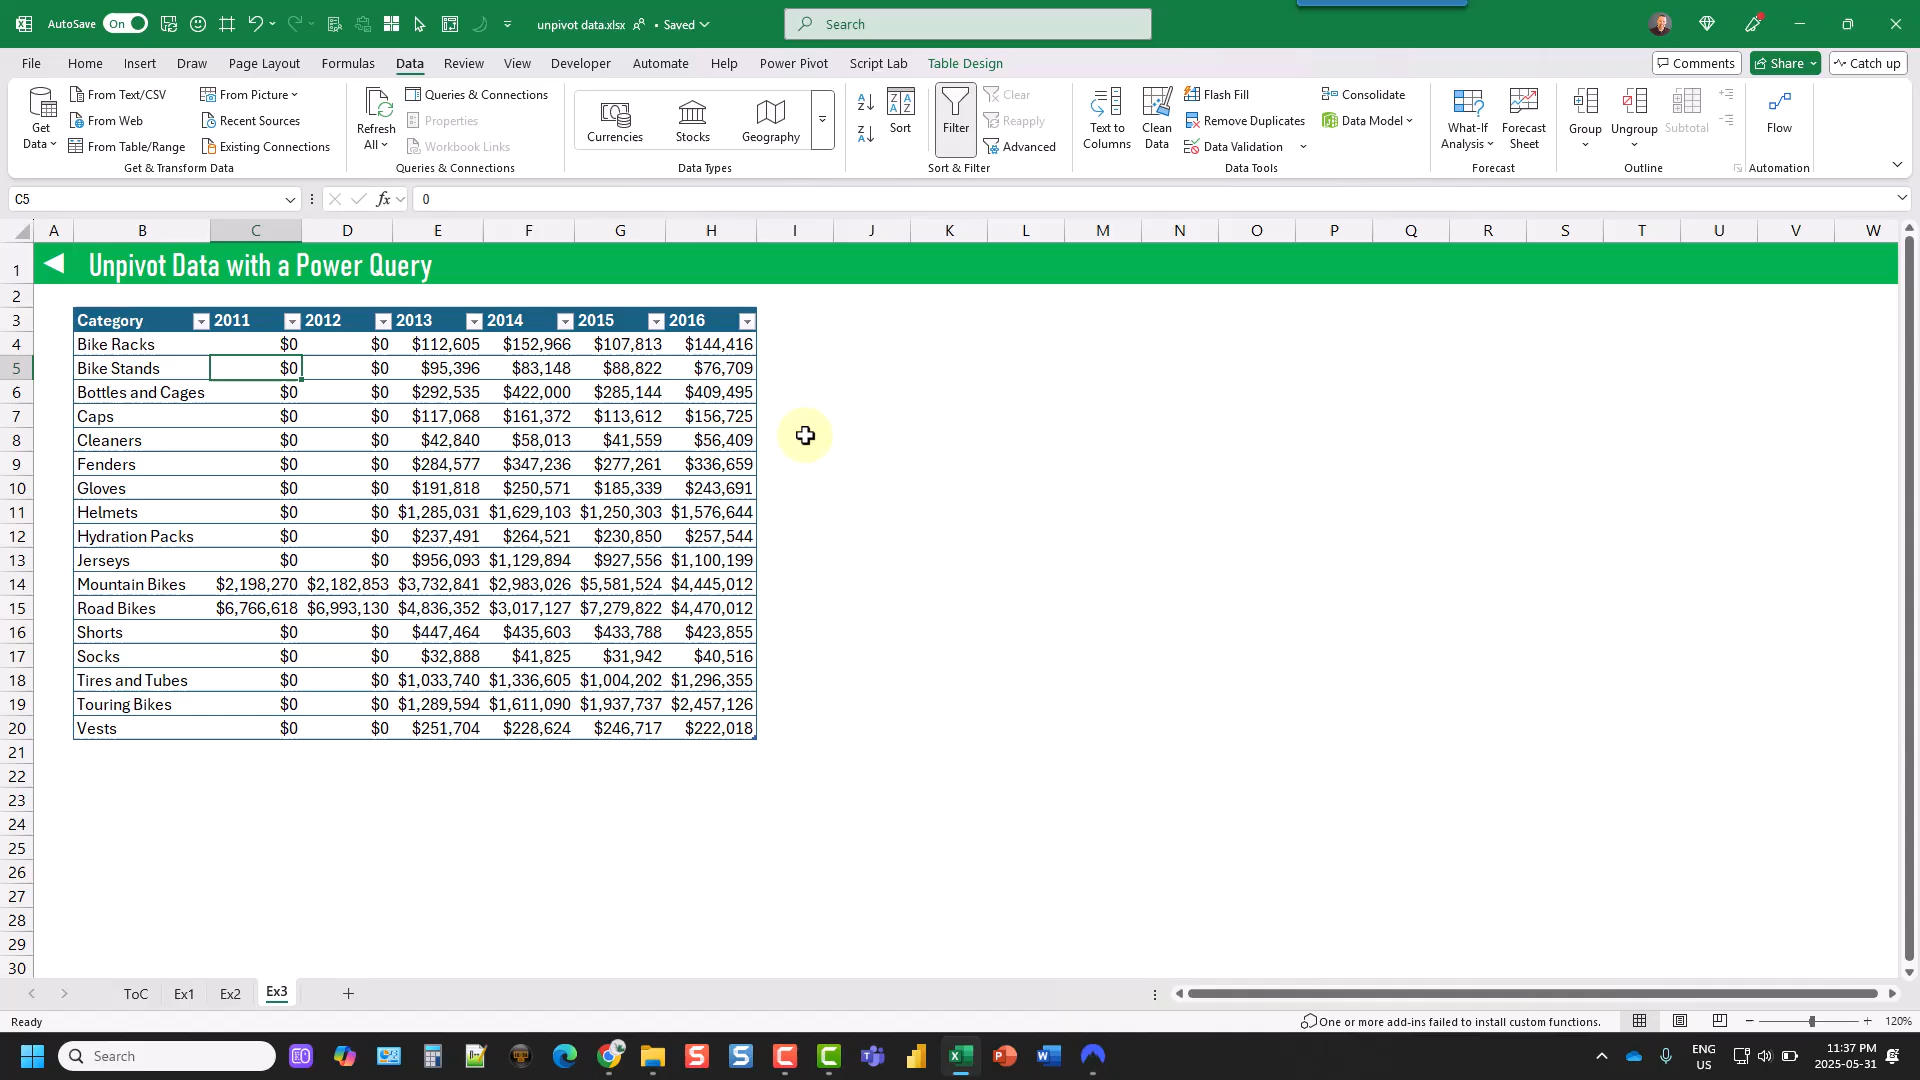 AutoSave On unpivot data.xlsx • Saved Search
File Home Insert Draw Page Layout Formulas Data Review View Developer Automate Help Power Pivot Script Lab Table Design Comments Share Catch up
Get Data From Text/CSV From Web From Table/Range From Picture Recent Sources Existing Connections
Get & Transform Data
Refresh All Queries & Connections Properties Workbook Links
Queries & Connections
Currencies Stocks Geography
Data Types
Sort Filter Clear Reapply Advanced
Sort & Filter
Text to Columns Clean Data Flash Fill Remove Duplicates Data Validation Consolidate Data Model
Data Tools
What-If Analysis Forecast Sheet
Forecast
Group Ungroup Subtotal
Outline
Flow
Automation
C5 fx 0
A B C D E F G H I J K L M N O P Q R S T U V W
1 Unpivot Data with a Power Query
2
3 Category 2011 2012 2013 2014 2015 2016
4 Bike Racks $0 $0 $112,605 $152,966 $107,813 $144,416
5 Bike Stands $0 $0 $95,396 $83,148 $88,822 $76,709
6 Bottles and Cages $0 $0 $292,535 $422,000 $285,144 $409,495
7 Caps $0 $0 $117,068 $161,372 $113,612 $156,725
8 Cleaners $0 $0 $42,840 $58,013 $41,559 $56,409
9 Fenders $0 $0 $284,577 $347,236 $277,261 $336,659
10 Gloves $0 $0 $191,818 $250,571 $185,339 $243,691
11 Helmets $0 $0 $1,285,031 $1,629,103 $1,250,303 $1,576,644
12 Hydration Packs $0 $0 $237,491 $264,521 $230,850 $257,544
13 Jerseys $0 $0 $956,093 $1,129,894 $927,556 $1,100,199
14 Mountain Bikes $2,198,270 $2,182,853 $3,732,841 $2,983,026 $5,581,524 $4,445,012
15 Road Bikes $6,766,618 $6,993,130 $4,836,352 $3,017,127 $7,279,822 $4,470,012
16 Shorts $0 $0 $447,464 $435,603 $433,788 $423,855
17 Socks $0 $0 $32,888 $41,825 $31,942 $40,516
18 Tires and Tubes $0 $0 $1,033,740 $1,336,605 $1,004,202 $1,296,355
19 Touring Bikes $0 $0 $1,289,594 $1,611,090 $1,937,737 $2,457,126
20 Vests $0 $0 $251,704 $228,624 $246,717 $222,018
21
22
23
24
25
26
27
28
29
30
ToC Ex1 Ex2 Ex3
Ready One or more add-ins failed to install custom functions. 120%
Search ENG US 11:37 PM 2025-05-31